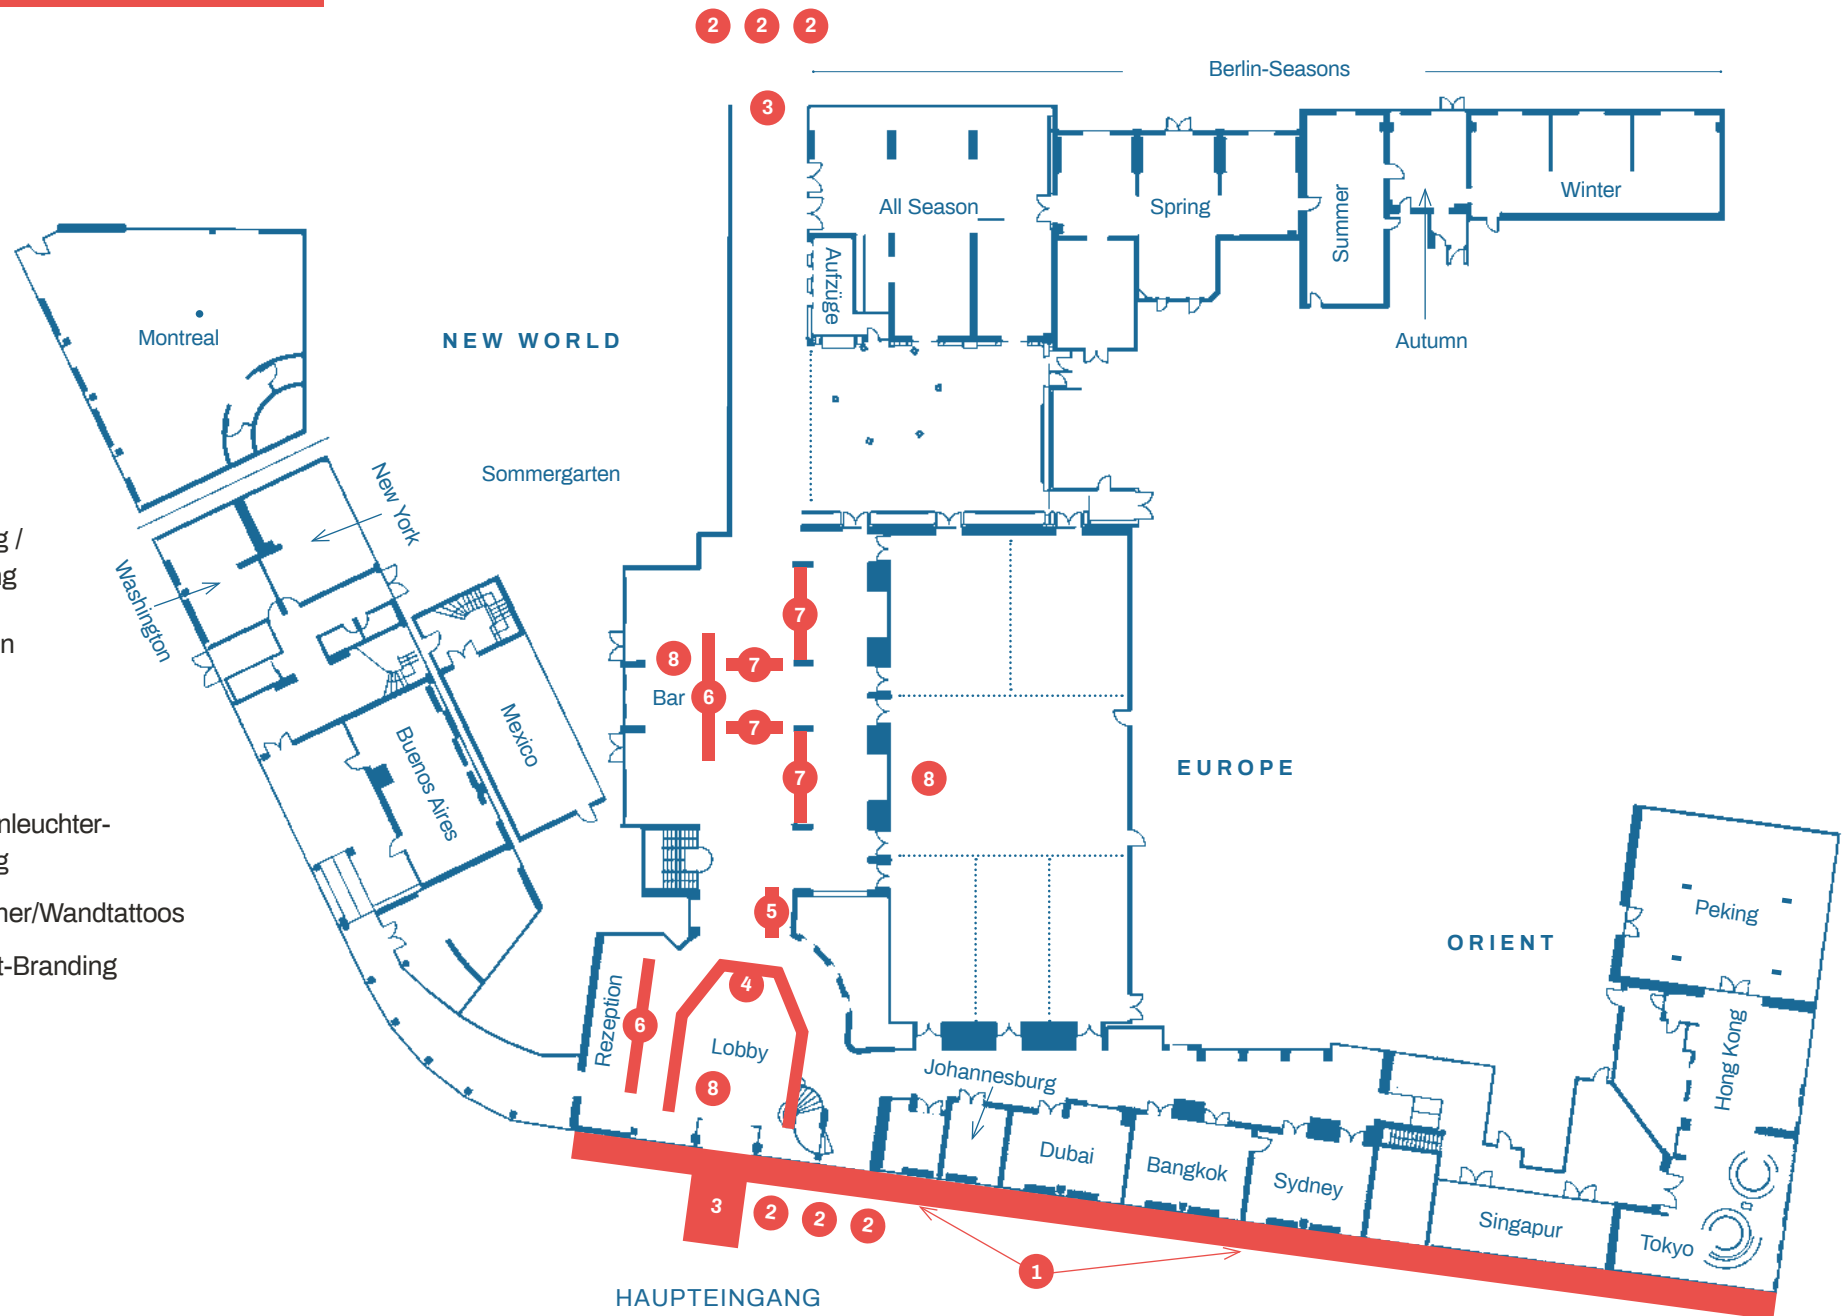 2 2 2
Berlin-Seasons
3
All Season
Spring
Summer
Winter
Aufzüge
Autumn
Montreal
NEW WORLD
Sommergarten
New York
Washington
7
8
7
Bar
6
7
7
8
Mexico
Buenos Aires
EUROPE
5
Peking
ORIENT
4
Rezeption
6
Lobby
8
Hong Kong
Johannesburg
Dubai
Bangkok
Sydney
Singapur
Tokyo
3
2 2 2
1
HAUPTEINGANG
g /
ng
n
nleuchter-
g
ner/Wandtattoos
t-Branding